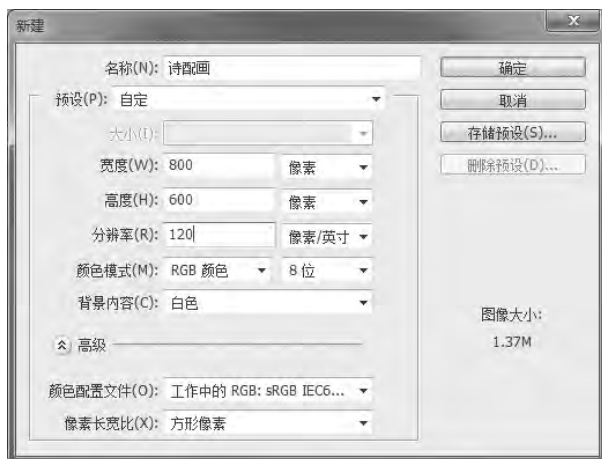 新建
名称(N): 诗配画
确定
预设(P): 自定
取消
大小(I):
存储预设(S)...
宽度(W): 800 像素
删除预设(D)...
高度(H): 600 像素
分辨率(R): 120 像素/英寸
颜色模式(M): RGB 颜色 8 位
背景内容(C): 白色
图像大小:
1.37M
高级
颜色配置文件(O): 工作中的 RGB: sRGB IEC6...
像素长宽比(X): 方形像素